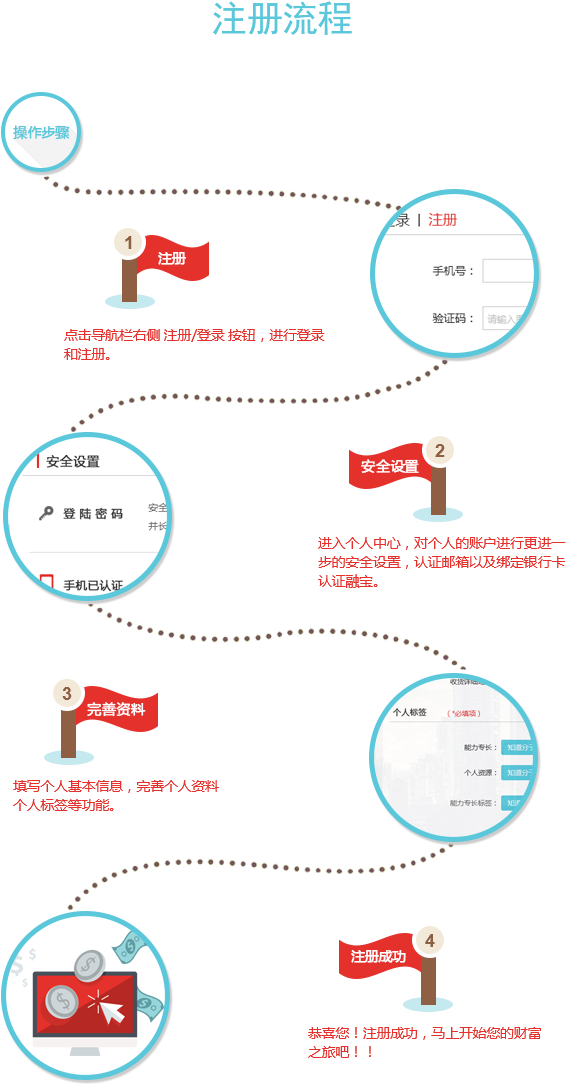 注册流程
操作步骤
登录 | 注册
手机号：
验证码：
请输入
1
注册
点击导航栏右侧 注册/登录 按钮，进行登录
和注册。
安全设置
登 陆 密 码
安全
并长
手机已认证
2
安全设置
进入个人中心，对个人的账户进行更进一
步的安全设置，认证邮箱以及绑定银行卡
认证融宝。
3
完善资料
填写个人基本信息，完善个人资料
个人标签等功能。
收货详细
个人标签
（*必填项）
能力专长：
知道分子
个人资源：
知道分子
能力专长标签：
知道
4
注册成功
恭喜您！注册成功，马上开始您的财富
之旅吧！！